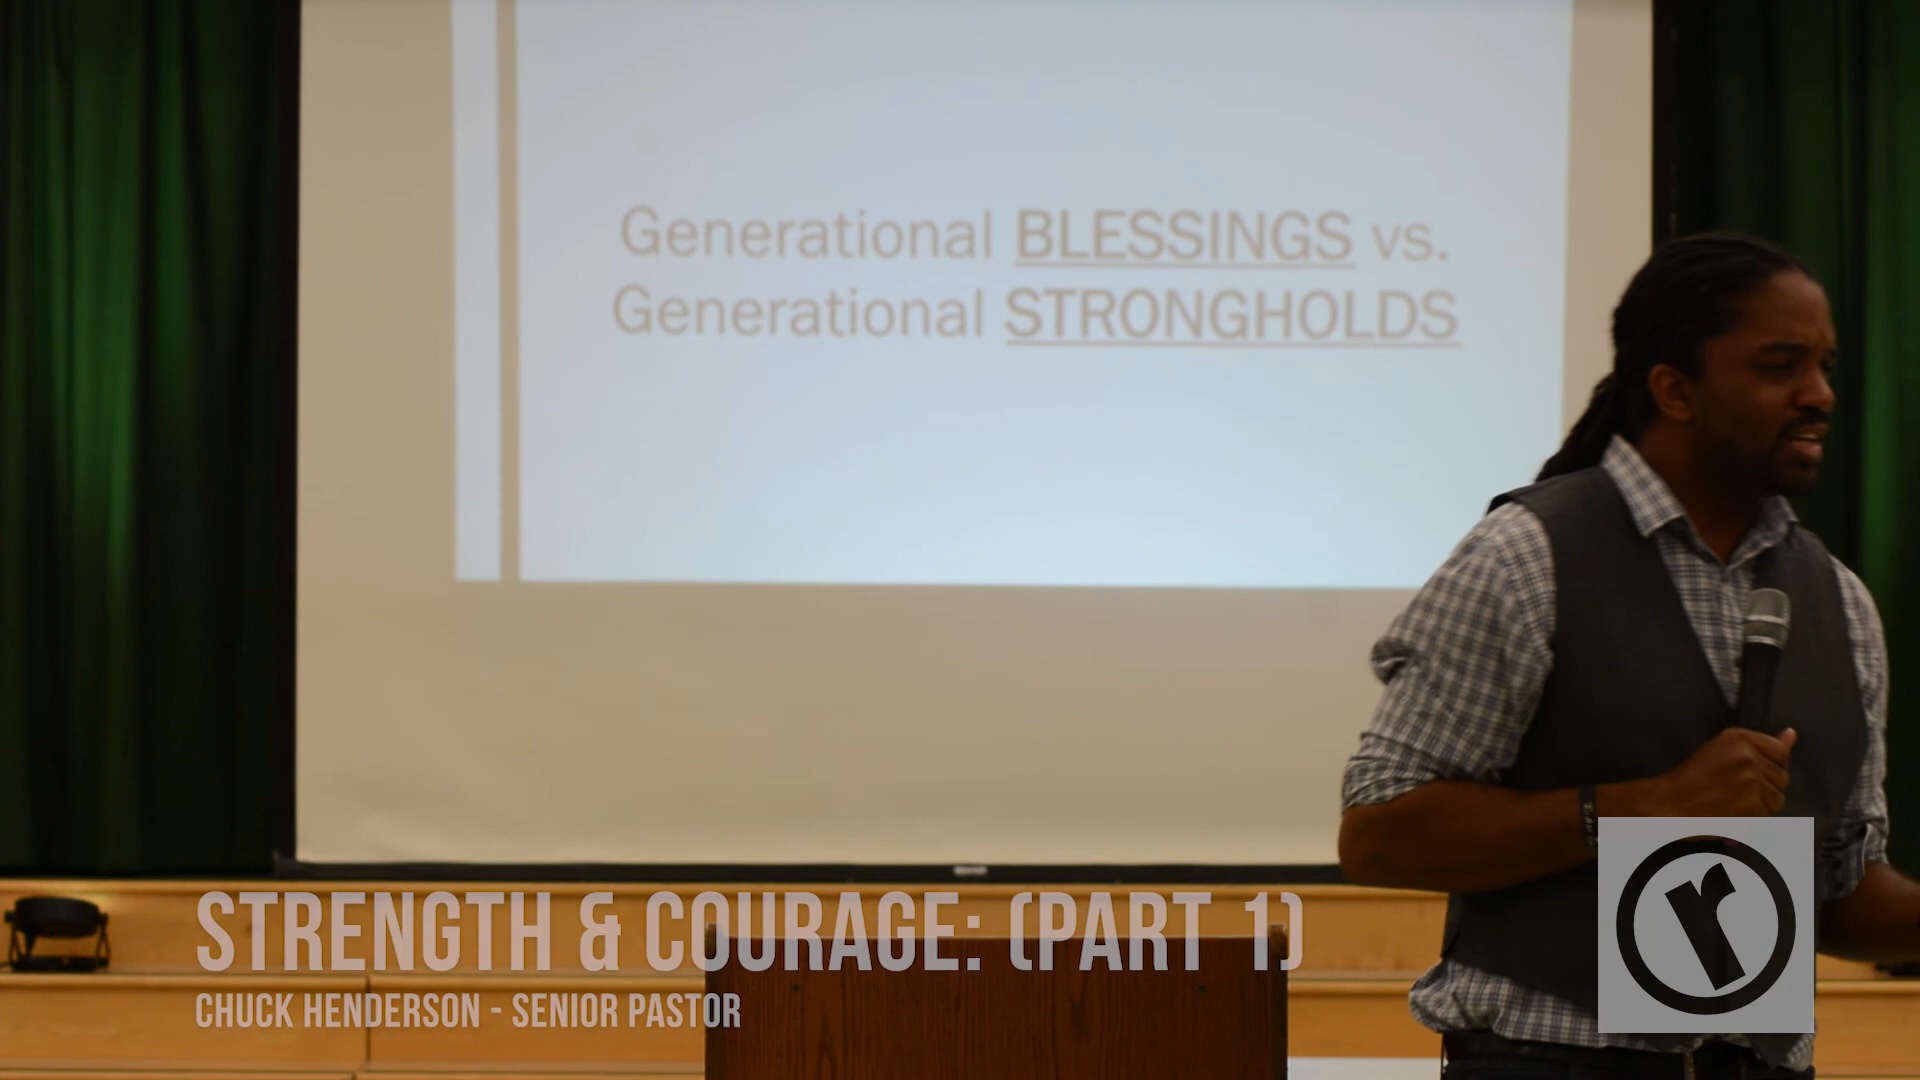 Generational BLESSINGS vs.
Generational STRONGHOLDS
STRENGTH & COURAGE: (PART 1)
CHUCK HENDERSON - SENIOR PASTOR
r